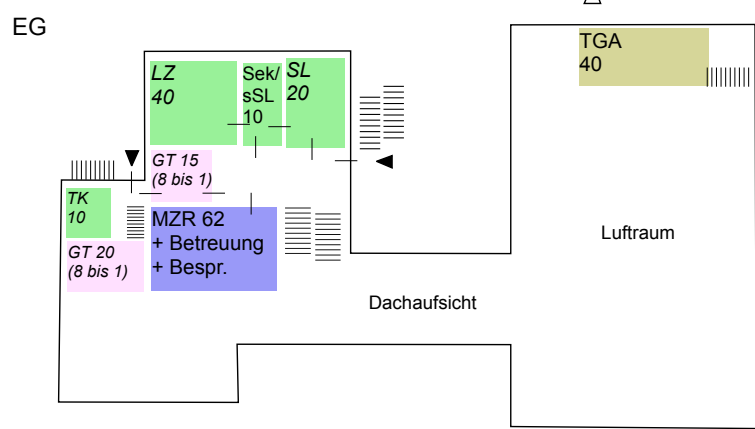 EG
LZ
40
Sek/
sSL
10
SL
20
TGA
40
GT 15
(8 bis 1)
TK
10
MZR 62
+ Betreuung
+ Bespr.
GT 20
(8 bis 1)
Luftraum
Dachaufsicht